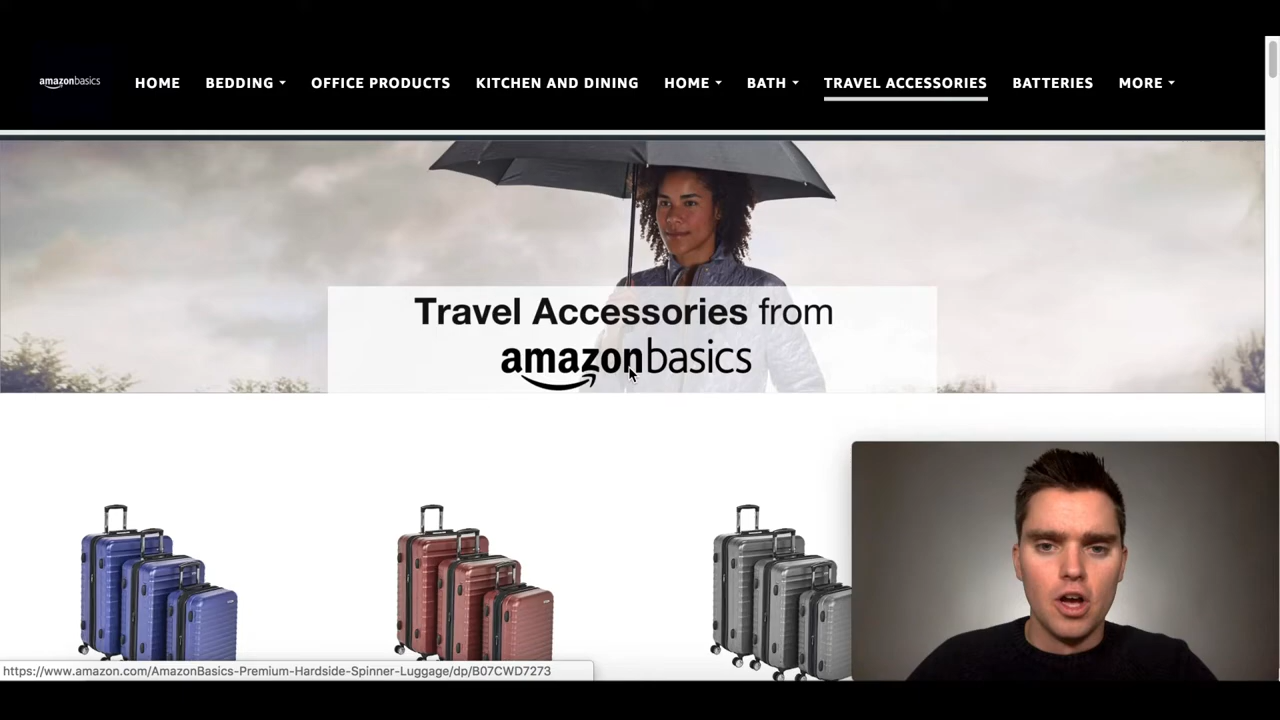 amazonbasics
HOME BEDDING OFFICE PRODUCTS KITCHEN AND DINING HOME BATH TRAVEL ACCESSORIES BATTERIES MORE
Travel Accessories from
amazonbasics
https://www.amazon.com/AmazonBasics-Premium-Hardside-Spinner-Luggage/dp/B07CWD7273